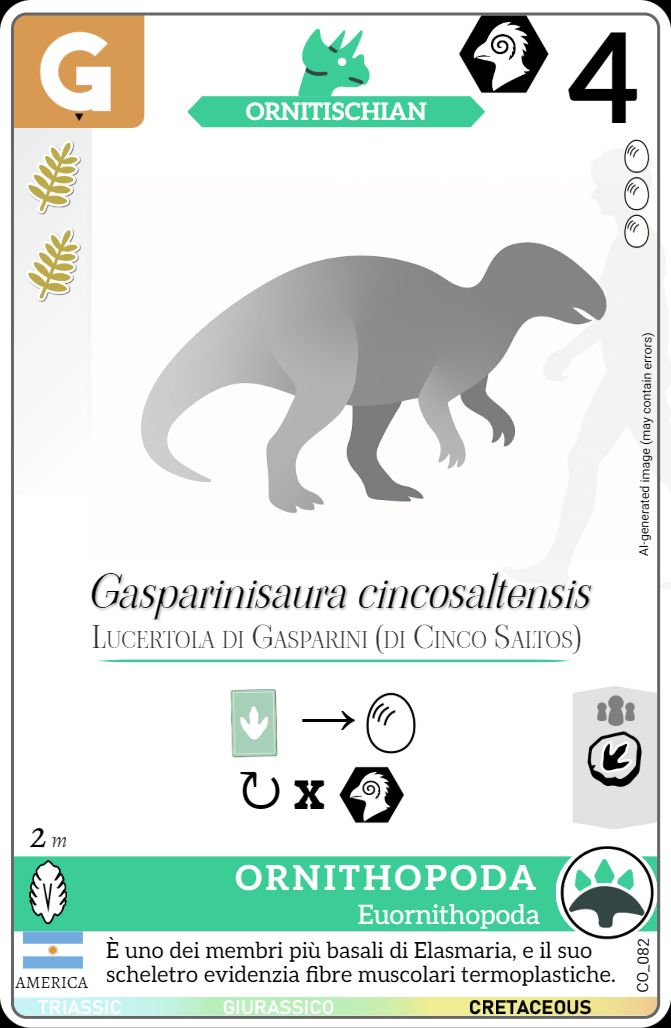 G
ORNITISCHIAN
4
AI-generated image (may contain errors)
Gasparinisaura cincosaltensis
Lucertola di Gasparini (di Cinco Saltos)
x
2 m
ORNITHOPODA
Euornithopoda
AMERICA
È uno dei membri più basali di Elasmaria, e il suo
scheletro evidenzia fibre muscolari termoplastiche.
CO_082
TRIASSIC
GIURASSICO
CRETACEOUS